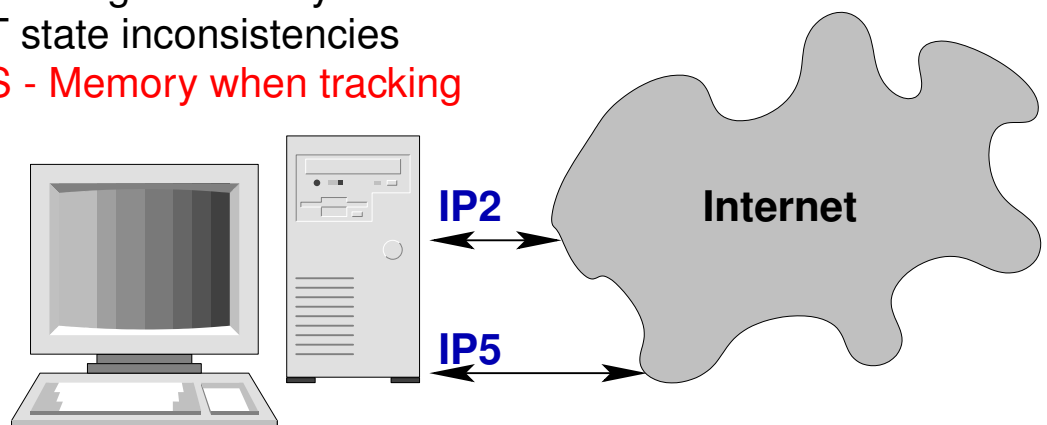 state inconsistencies
- Memory when tracking
IP2
Internet
IP5